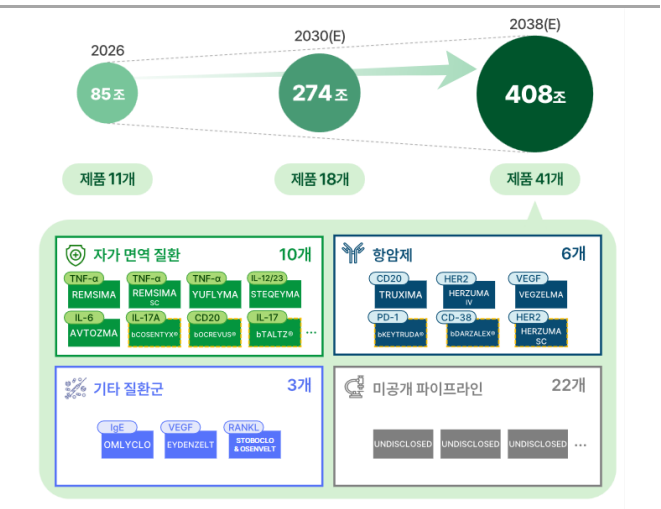 2026
2030(E)
2038(E)
85조
274조
408조
제품 11개
제품 18개
제품 41개
자가 면역 질환
10개
TNF-α
TNF-α
TNF-α
IL-12/23
REMSIMA
REMSIMA
SC
YUFLYMA
STEQEYMA
IL-6
IL-17A
CD20
IL-17
AVTOZMA
bCOSENTYX®
bOCREVUS®
bTALTZ®
...
항암제
6개
CD20
HER2
VEGF
TRUXIMA
HERZUMA
IV
VEGZELMA
PD-1
CD-38
HER2
bKEYTRUDA®
bDARZALEX®
HERZUMA
SC
기타 질환군
3개
IgE
VEGF
RANKL
OMLYCLO
EYDENZELT
STOBOCLO
& OSENVELT
미공개 파이프라인
22개
UNDISCLOSED
UNDISCLOSED
UNDISCLOSED
...